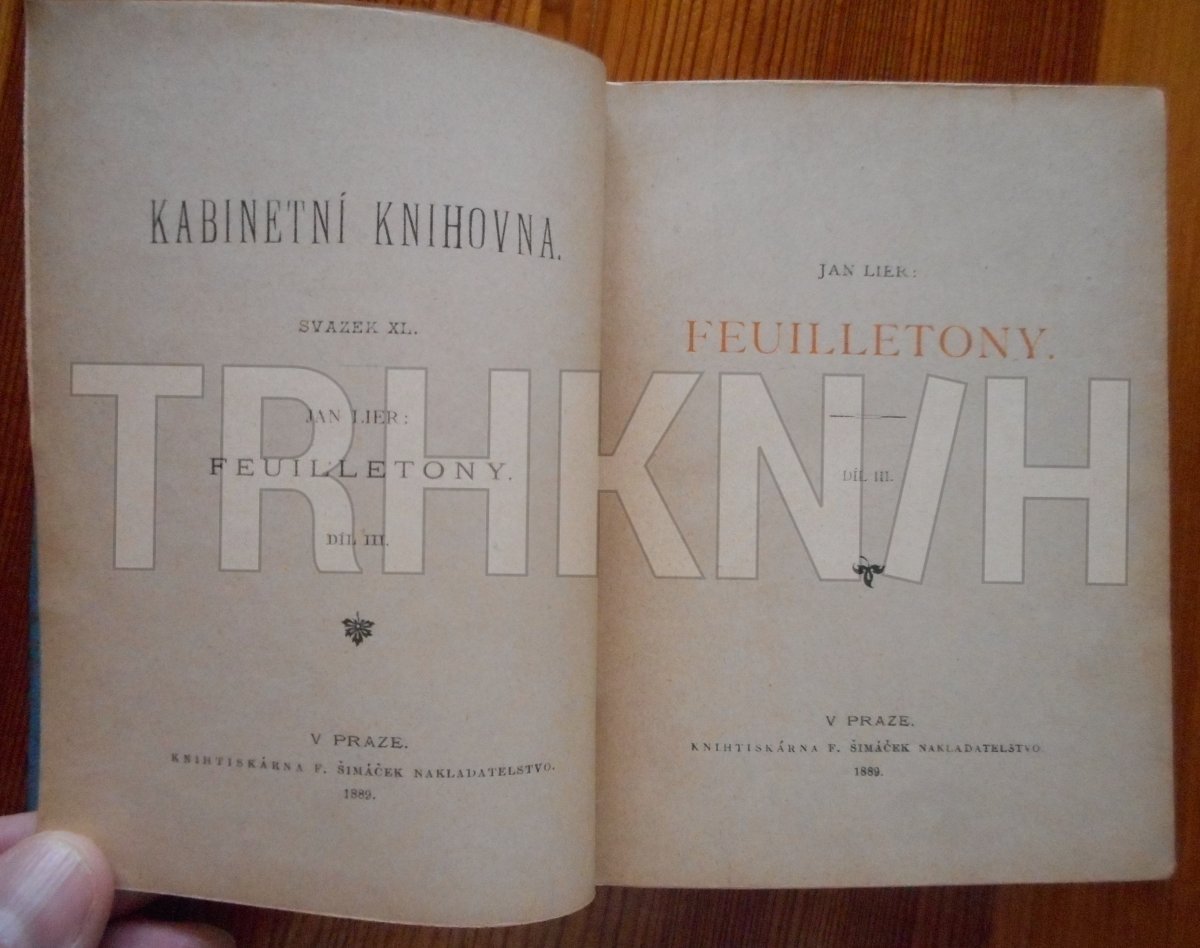 KABINETNÍ KNIHOVNA.
SVAZEK XL.
JAN LIER:
FEUILLETONY.
DÍL III.
V PRAZE.
KNIHTISKÁRNA F. ŠIMÁČEK NAKLADATELSTVO.
1889.
JAN LIER:
FEUILLETONY.
DÍL III.
V PRAZE.
KNIHTISKÁRNA F. ŠIMÁČEK NAKLADATELSTVO.
1889.
TRHKN/H